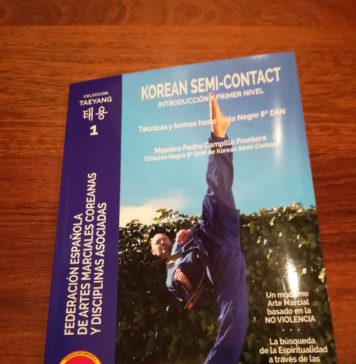 COLECCIÓN
TAEYANG
태용
1
FEDERACIÓN ESPAÑOLA
DE ARTES MARCIALES COREANAS
Y DISCIPLINAS ASOCIADAS
KOREAN SEMI-CONTACT
INTRODUCCIÓN Y PRIMER NIVEL
Técnicas y formas hasta Cinto Negro 8º DAN
Maestro Pedro Campillo Frontera
Cinturón Negro 8º DAN de Korean Semi-Contact
Un moderno
Arte Marcial
basado en la
NO VIOLENCIA
La búsqueda
de la Espiritualidad
a través de las